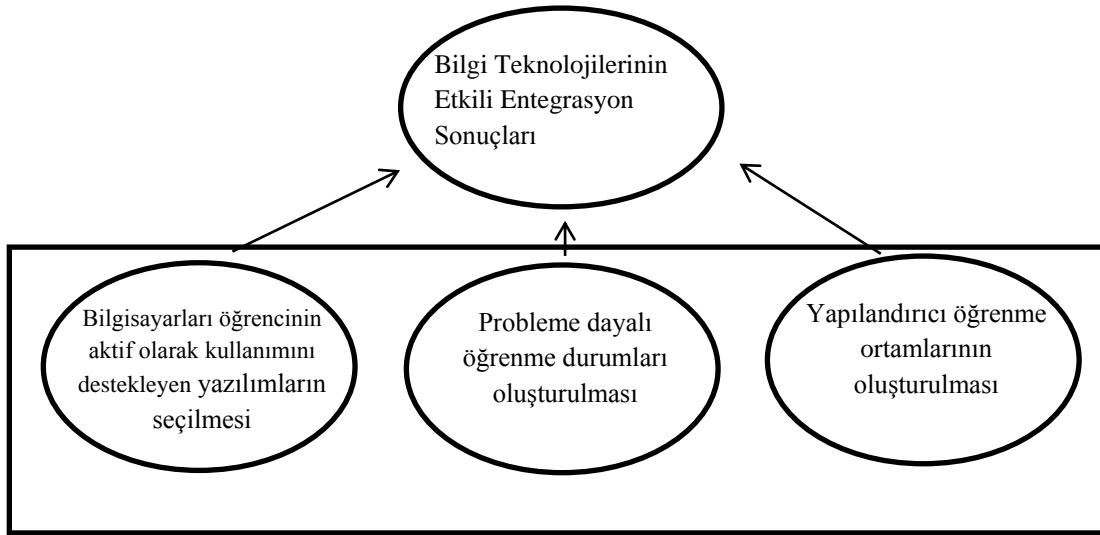 Bilgi Teknolojilerinin
Etkili Entegrasyon
Sonuçları
Bilgisayarları öğrencinin
aktif olarak kullanımını
destekleyen yazılımların
seçilmesi
Probleme dayalı
öğrenme durumları
oluşturulması
Yapılandırıcı öğrenme
ortamlarının
oluşturulması